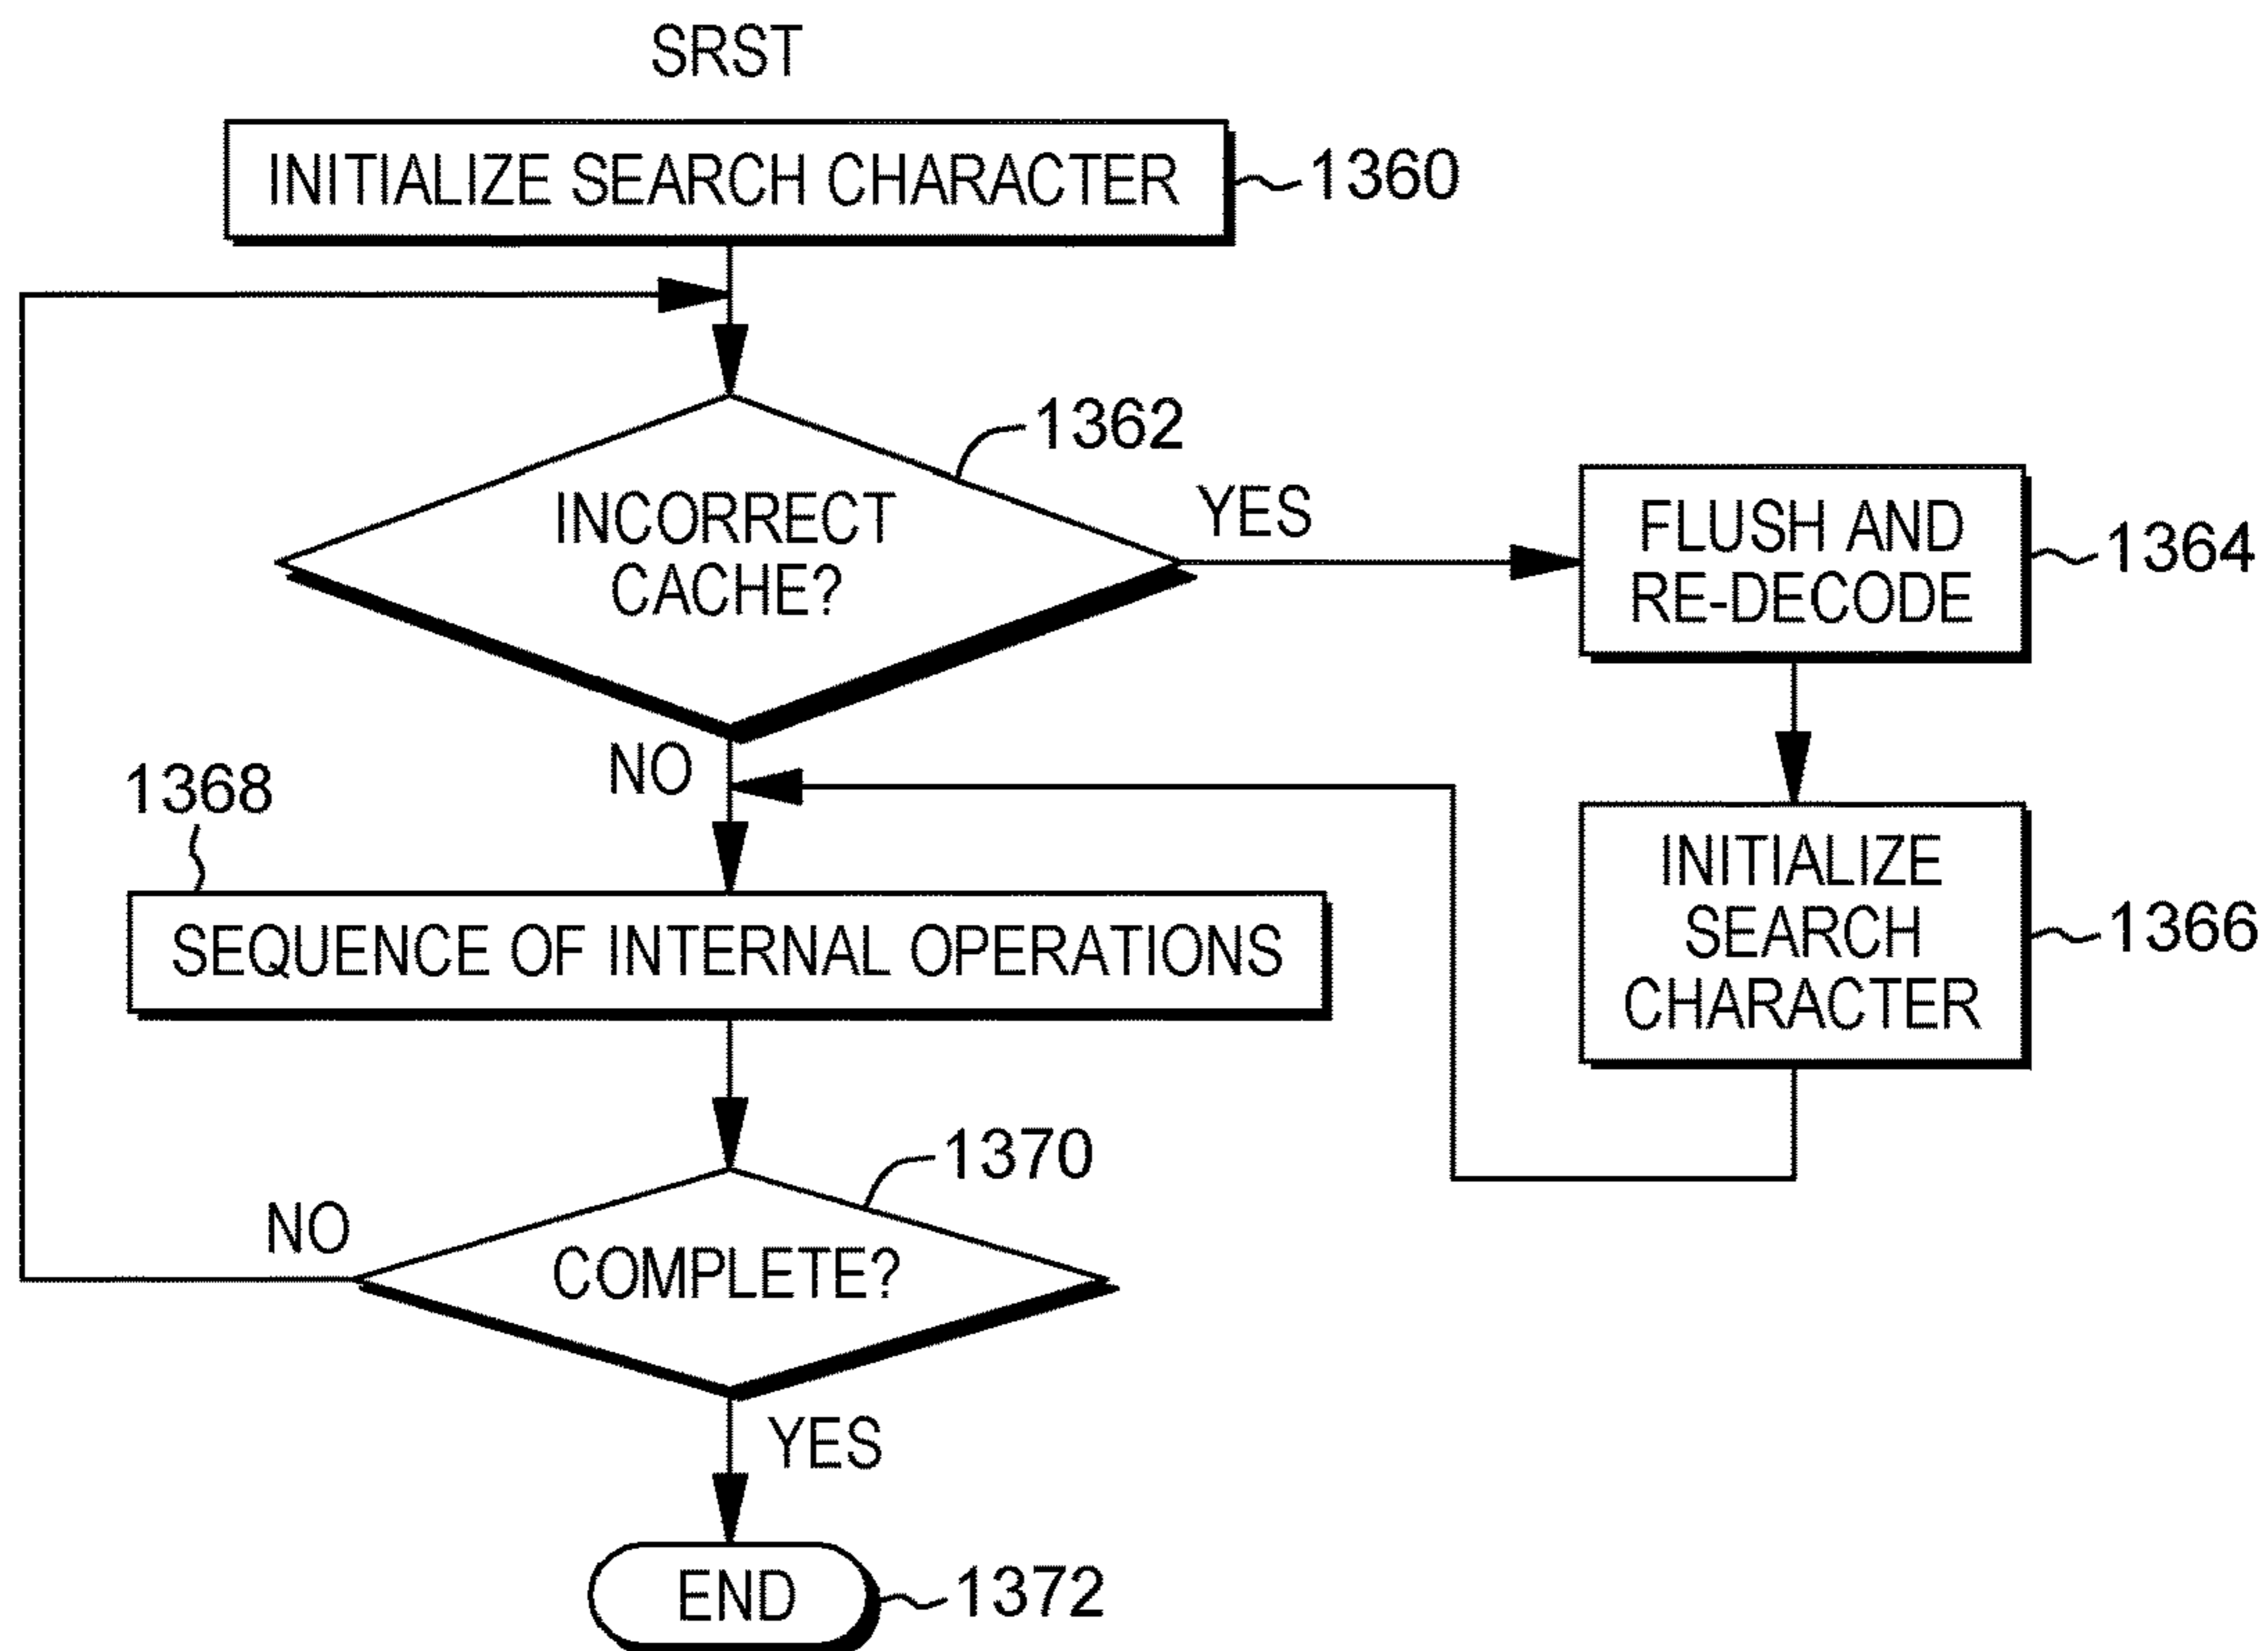 SRST
INITIALIZE SEARCH CHARACTER
1360
1362
INCORRECT
CACHE?
YES
FLUSH AND
RE-DECODE
1364
NO
1368
INITIALIZE
SEARCH
CHARACTER
1366
SEQUENCE OF INTERNAL OPERATIONS
1370
NO
COMPLETE?
YES
END
1372